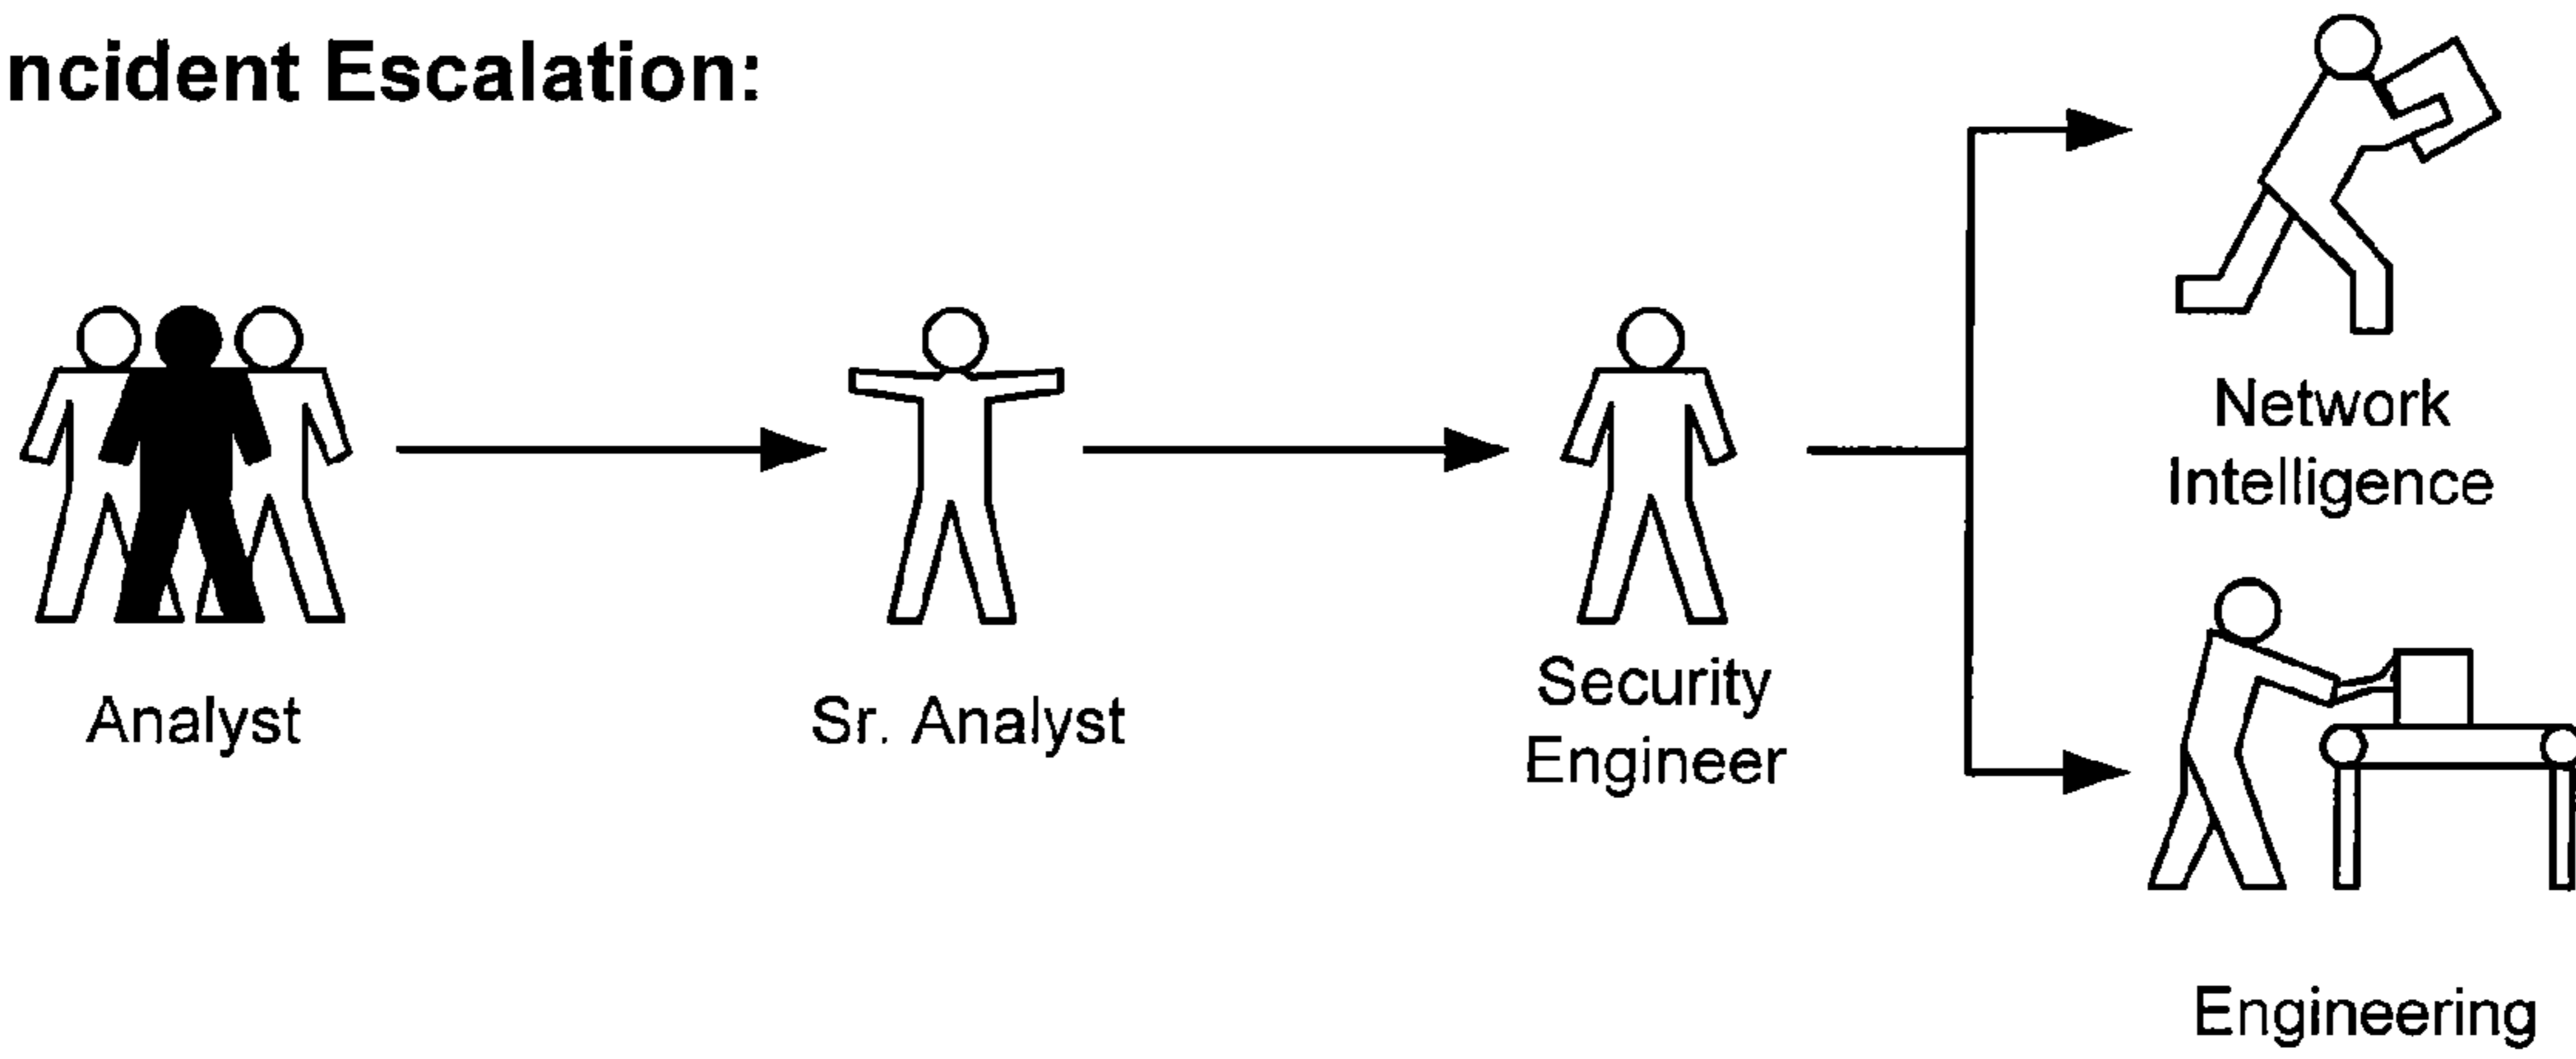 ncident Escalation:
Analyst
Sr. Analyst
Security
Engineer
Network
Intelligence
Engineering